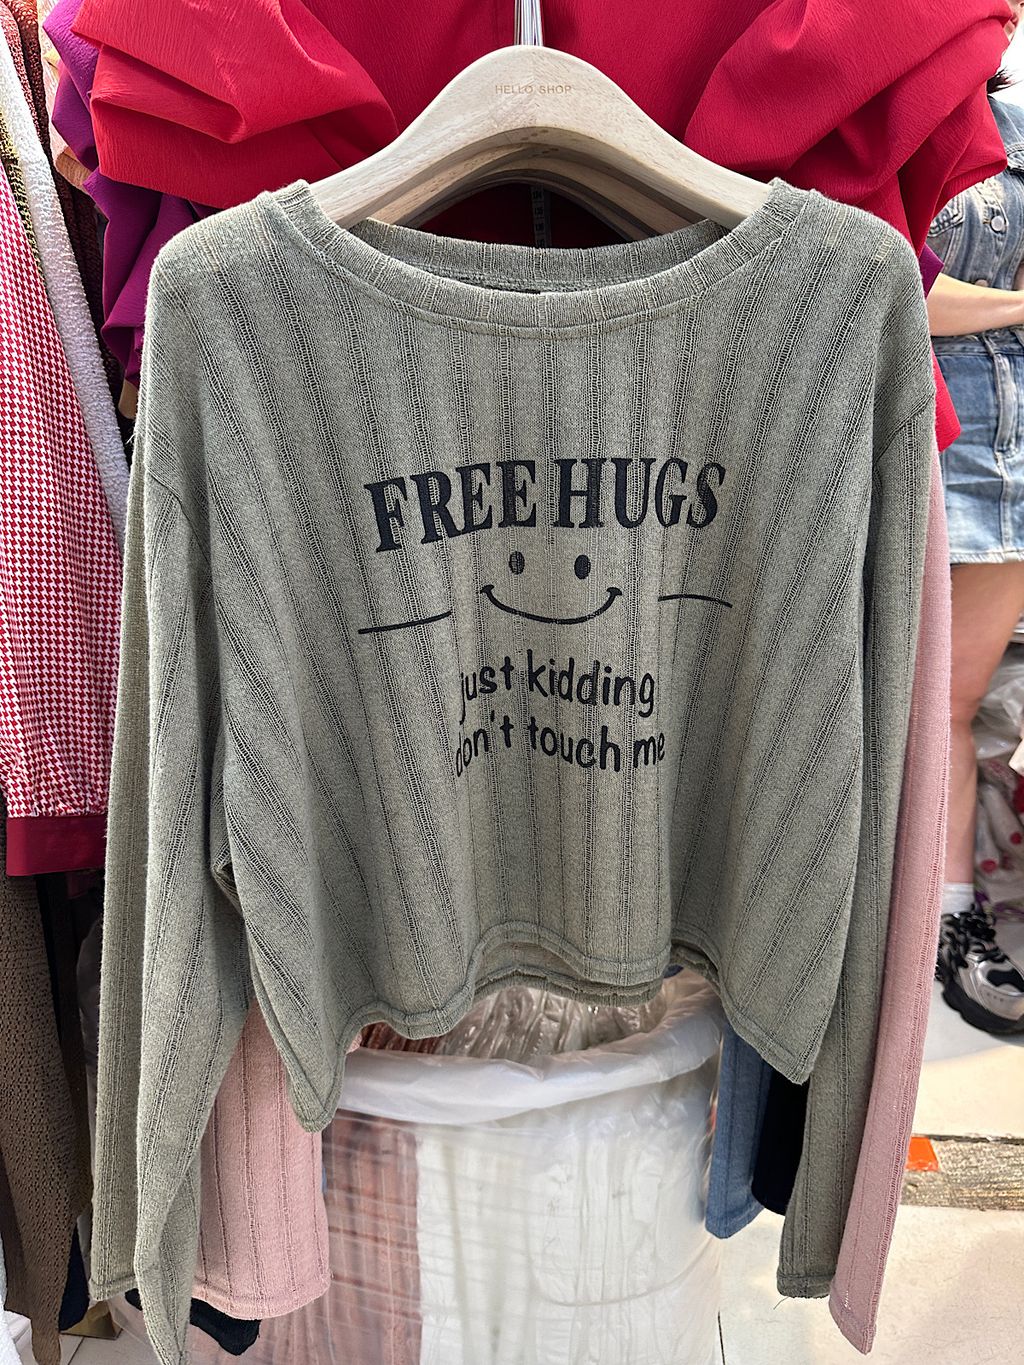 HELLO SHOP
FREE HUGS
just kidding
don't touch me